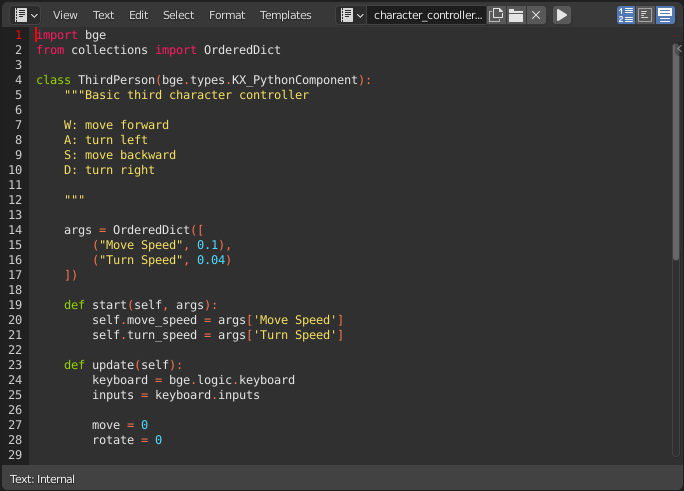 View Text Edit Select Format Templates character_controller...
1 import bge
2 from collections import OrderedDict
3
4 class ThirdPerson(bge.types.KX_PythonComponent):
5     """Basic third character controller
6
7     W: move forward
8     A: turn left
9     S: move backward
10     D: turn right
11
12     """
13
14     args = OrderedDict([
15         ("Move Speed", 0.1),
16         ("Turn Speed", 0.04)
17     ])
18
19     def start(self, args):
20         self.move_speed = args['Move Speed']
21         self.turn_speed = args['Turn Speed']
22
23     def update(self):
24         keyboard = bge.logic.keyboard
25         inputs = keyboard.inputs
26
27         move = 0
28         rotate = 0
29
Text: Internal